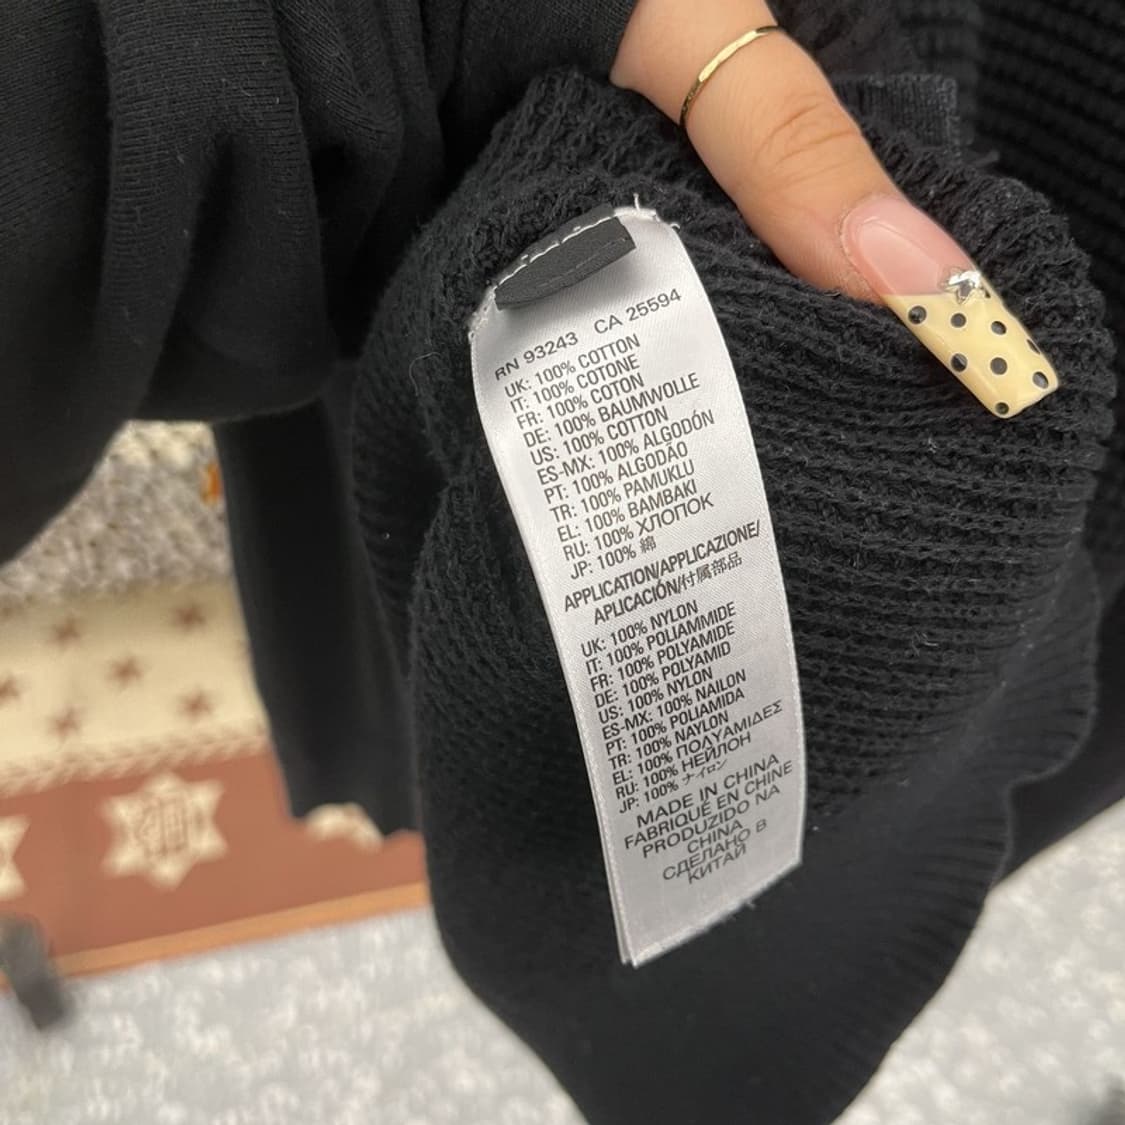 RN 93243 CA 25594
UK: 100% COTTON
IT: 100% COTONE
FR: 100% COTON
DE: 100% BAUMWOLLE
US: 100% COTTON
ES-MX: 100% ALGODÓN
PT: 100% ALGODÃO
TR: 100% PAMUKLU
EL: 100% BAMBAKI
RU: 100% ХЛОПОК
JP: 100% 綿
APPLICATION/APPLICAZIONE/
APLICACIÓN/付属部品
UK: 100% NYLON
IT: 100% POLIAMMIDE
FR: 100% POLYAMIDE
DE: 100% POLYAMID
US: 100% NYLON
ES-MX: 100% NAILON
PT: 100% POLIAMIDA
TR: 100% NAYLON
EL: 100% ΠΟΛΥΑΜΙΔΕΣ
RU: 100% НЕЙЛОН
JP: 100% ナイロン
MADE IN CHINA
FABRIQUÉ EN CHINE
PRODUZIDO NA
CHINA
СДЕЛАНО В
КИТАЙ